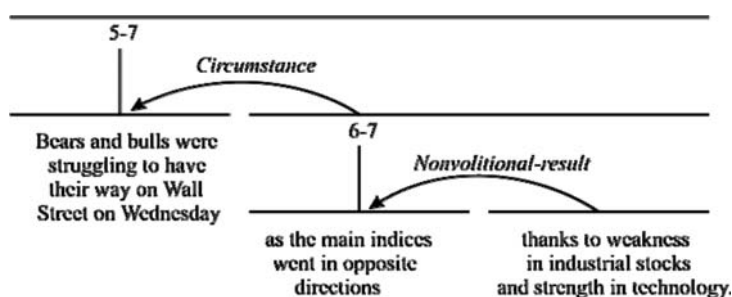 5-7
Circumstance
Bears and bulls were
struggling to have
their way on Wall
Street on Wednesday
6-7
Nonvolitional-result
as the main indices
went in opposite
directions
thanks to weakness
in industrial stocks
and strength in technology.